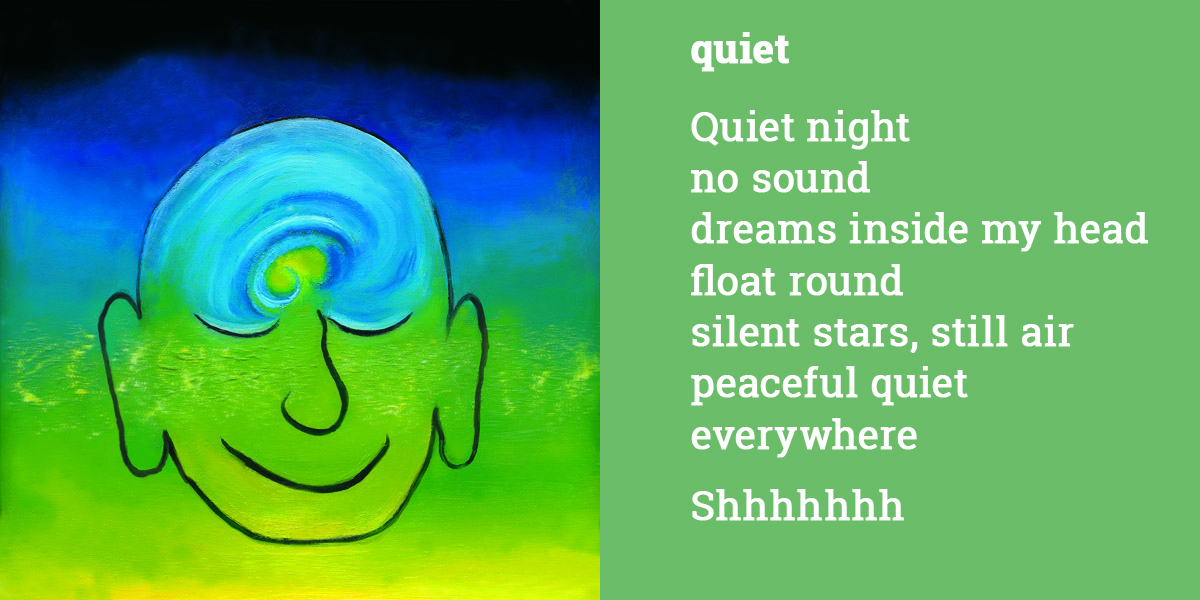 quiet
Quiet night
no sound
dreams inside my head
float round
silent stars, still air
peaceful quiet
everywhere
Shhhhhhh